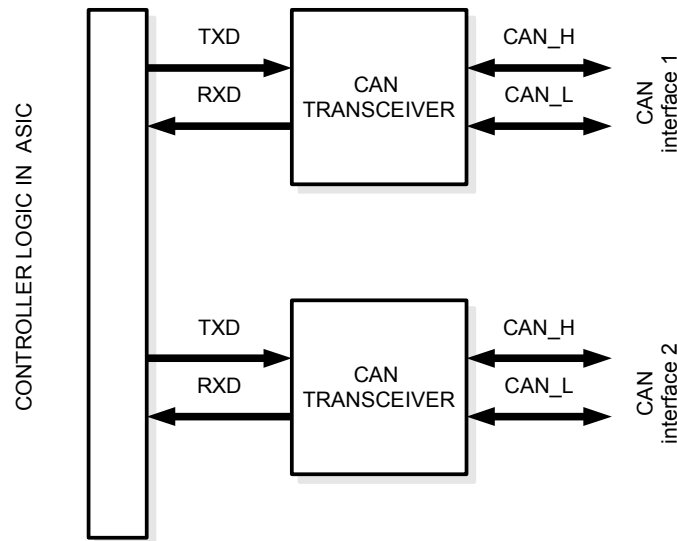 CONTROLLER LOGIC IN ASIC
TXD
RXD
CAN
TRANSCEIVER
CAN_H
CAN_L
CAN
interface 1
TXD
RXD
CAN
TRANSCEIVER
CAN_H
CAN_L
CAN
interface 2